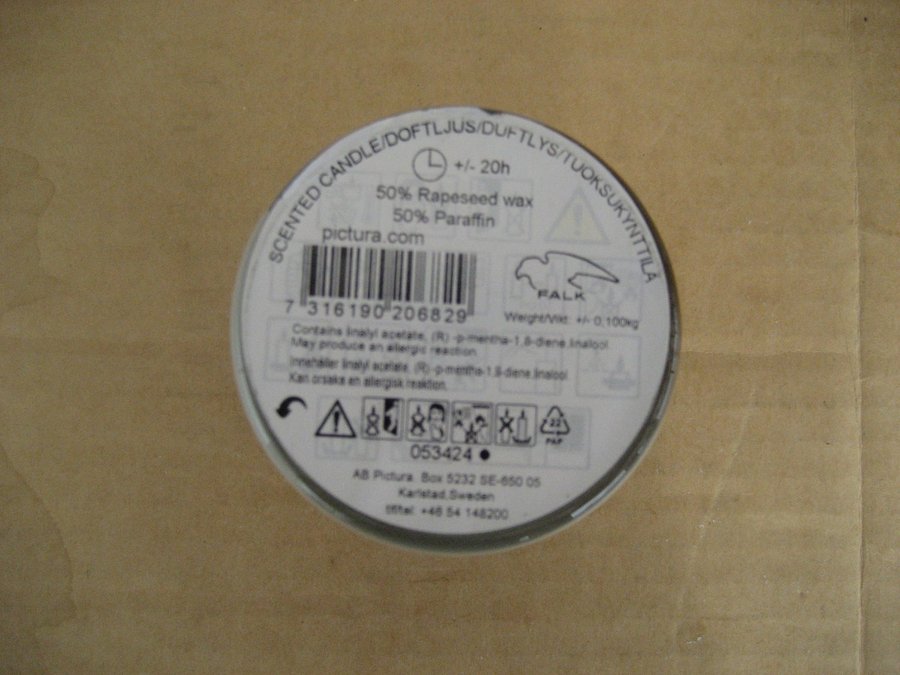 SCENTED CANDLE/DOFTLJUS/DUFTLYS/TUOKSUKYNTTILÄ
+/- 20h
50% Rapeseed wax
50% Paraffin
pictura.com
7 316190 206829
FALK
Weight/Vikt: +/- 0,100kg
Contains linalyl acetate, (R) -p-mentha-1,8-diene,linalool
May produce an allergic reaction.
Innehåller linalyl acetate, (R) -p-mentha-1,8-diene,linalool
Kan orsaka en allergisk reaktion.
22
PAP
053424
AB Pictura. Box 5232 SE-650 05
Karlstad,Sweden
tfl/tel: +46 54 148200